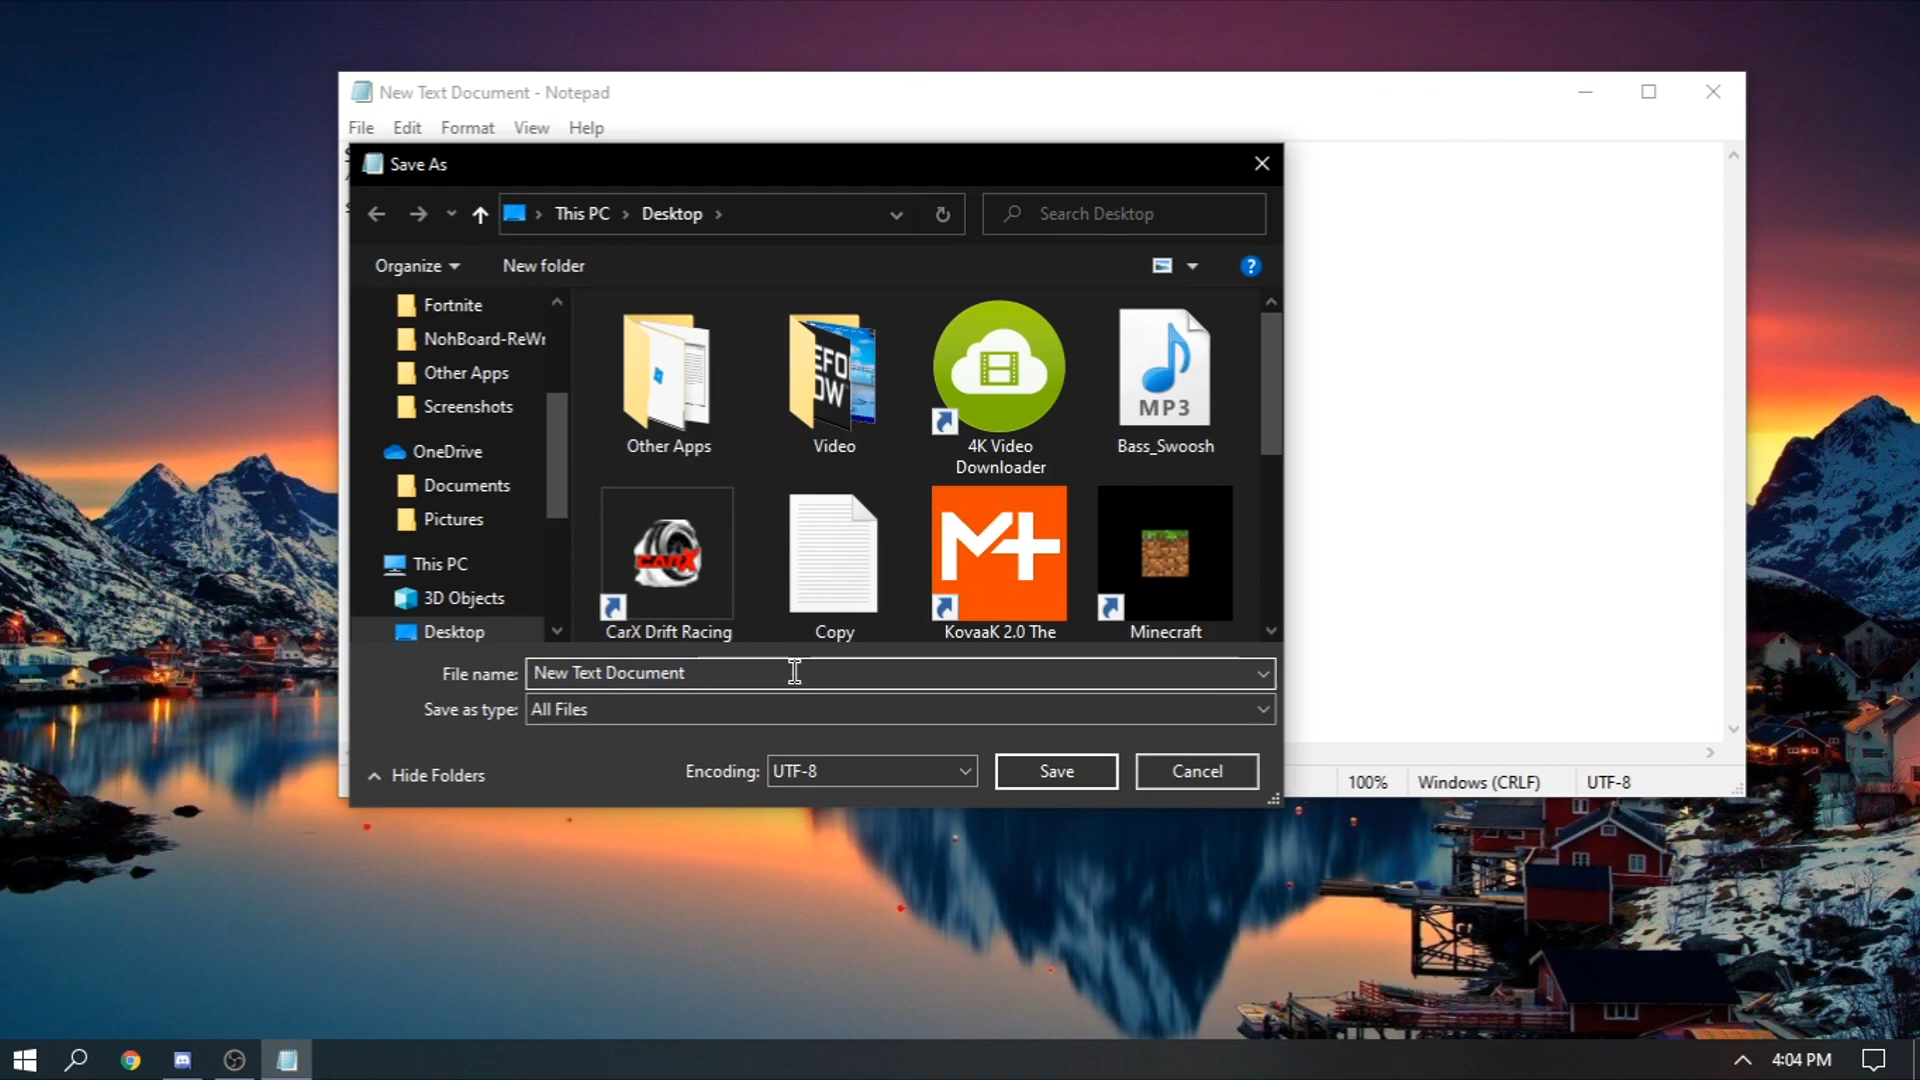 New Text Document - Notepad
File Edit Format View Help
Save As
This PC Desktop
Search Desktop
Organize New folder
Fortnite
NohBoard-ReWr
Other Apps
Screenshots
OneDrive
Documents
Pictures
This PC
3D Objects
Desktop
Other Apps
Video
4K Video
Downloader
MP3
Bass_Swoosh
CARX
CarX Drift Racing
Copy
M+
KovaaK 2.0 The
Minecraft
File name: New Text Document
Save as type: All Files
Hide Folders
Encoding: UTF-8
Save
Cancel
100% Windows (CRLF) UTF-8
4:04 PM